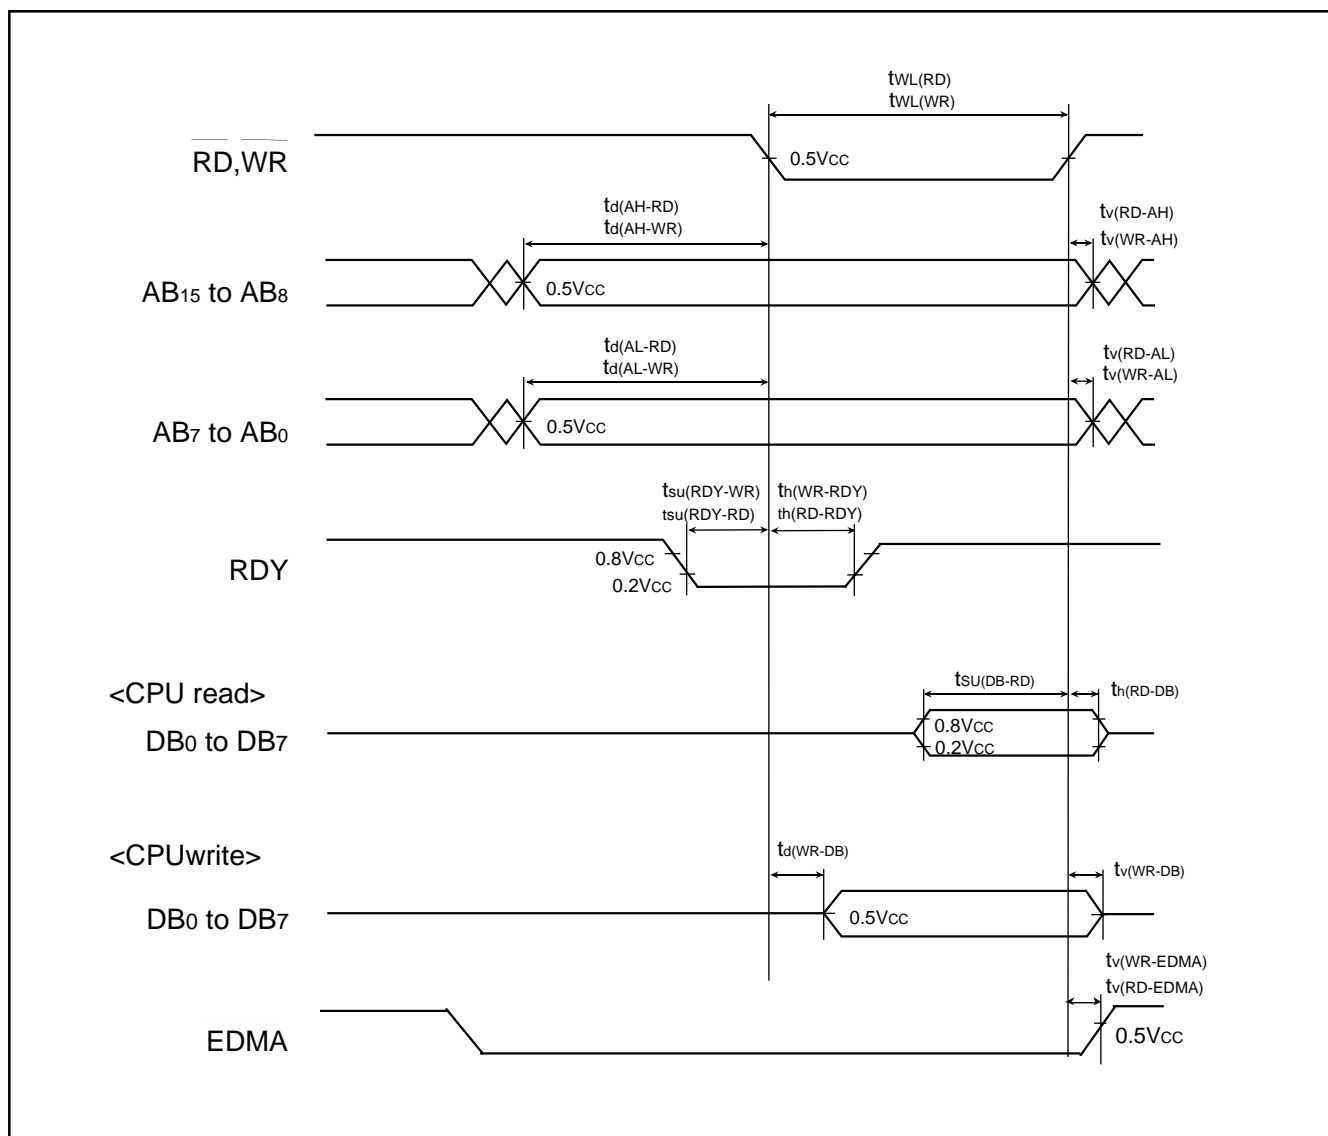 tWL(RD)
tWL(WR)
RD,WR
0.5VCC
td(AH-RD)
td(AH-WR)
tv(RD-AH)
tv(WR-AH)
AB15 to AB8
0.5VCC
td(AL-RD)
td(AL-WR)
tv(RD-AL)
tv(WR-AL)
AB7 to AB0
0.5VCC
tsu(RDY-WR)
tsu(RDY-RD)
th(WR-RDY)
th(RD-RDY)
RDY
0.8VCC
0.2VCC
<CPU read>
tSU(DB-RD)
th(RD-DB)
DB0 to DB7
0.8VCC
0.2VCC
<CPUwrite>
td(WR-DB)
tv(WR-DB)
DB0 to DB7
0.5VCC
tv(WR-EDMA)
tv(RD-EDMA)
EDMA
0.5VCC